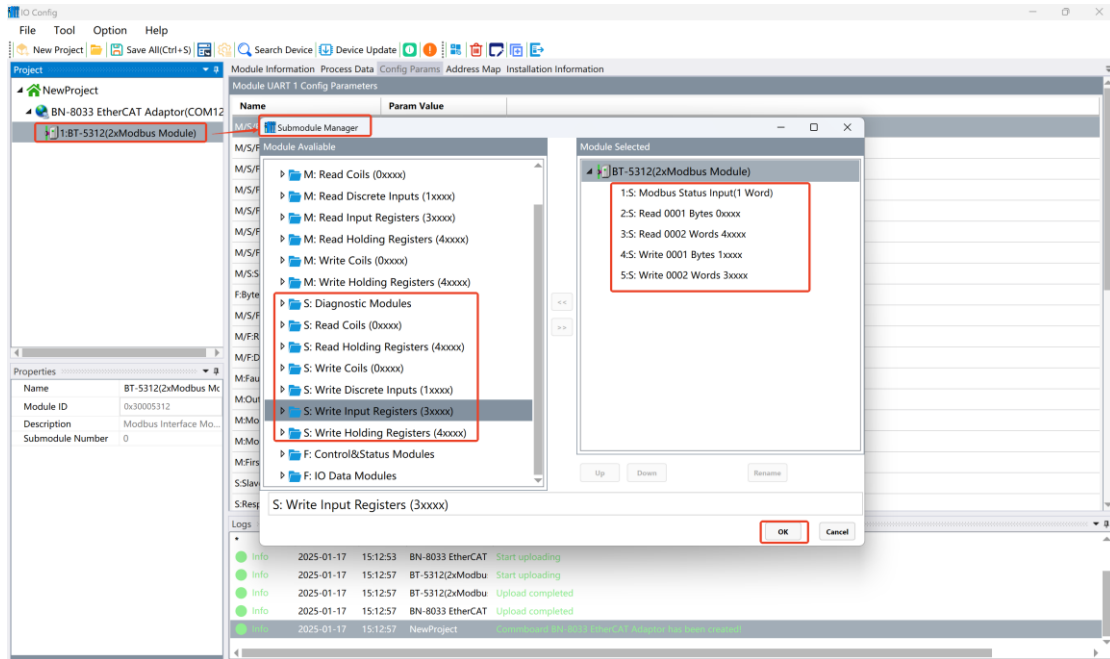 IO Config
File Tool Option Help
New Project Save All(Ctrl+S) Search Device Device Update
Project
NewProject
BN-8033 EtherCAT Adaptor(COM12
1:BT-5312(2xModbus Module)
Module Information Process Data Config Params Address Map Installation Information
Module UART 1 Config Parameters
Name Param Value
M/S/F
M/S/F
M/S/F
M/S/F
M/S/F
M/S/F
M/S:S
F:Byte
M/S/F
M/F:R
M/F:D
M:Fau
M:Out
M:Mo
M:Mo
M:Firs
S:Slav
S:Resp
Submodule Manager
Module Avaliable
M: Read Coils (0xxxx)
M: Read Discrete Inputs (1xxxx)
M: Read Input Registers (3xxxx)
M: Read Holding Registers (4xxxx)
M: Write Coils (0xxxx)
M: Write Holding Registers (4xxxx)
S: Diagnostic Modules
S: Read Coils (0xxxx)
S: Read Holding Registers (4xxxx)
S: Write Coils (0xxxx)
S: Write Discrete Inputs (1xxxx)
S: Write Input Registers (3xxxx)
S: Write Holding Registers (4xxxx)
F: Control&Status Modules
F: IO Data Modules
<<
>>
Module Selected
BT-5312(2xModbus Module)
1:S: Modbus Status Input(1 Word)
2:S: Read 0001 Bytes 0xxxx
3:S: Read 0002 Words 4xxxx
4:S: Write 0001 Bytes 1xxxx
5:S: Write 0002 Words 3xxxx
Up Down Rename
S: Write Input Registers (3xxxx)
OK Cancel
Properties
Name BT-5312(2xModbus Mc
Module ID 0x30005312
Description Modbus Interface Mo...
Submodule Number 0
Logs
Info 2025-01-17 15:12:53 BN-8033 EtherCAT Start uploading
Info 2025-01-17 15:12:57 BT-5312(2xModbu: Start uploading
Info 2025-01-17 15:12:57 BT-5312(2xModbu: Upload completed
Info 2025-01-17 15:12:57 BN-8033 EtherCAT Upload completed
Info 2025-01-17 15:12:57 NewProject Commboard BN-8033 EtherCAT Adaptor has been created!